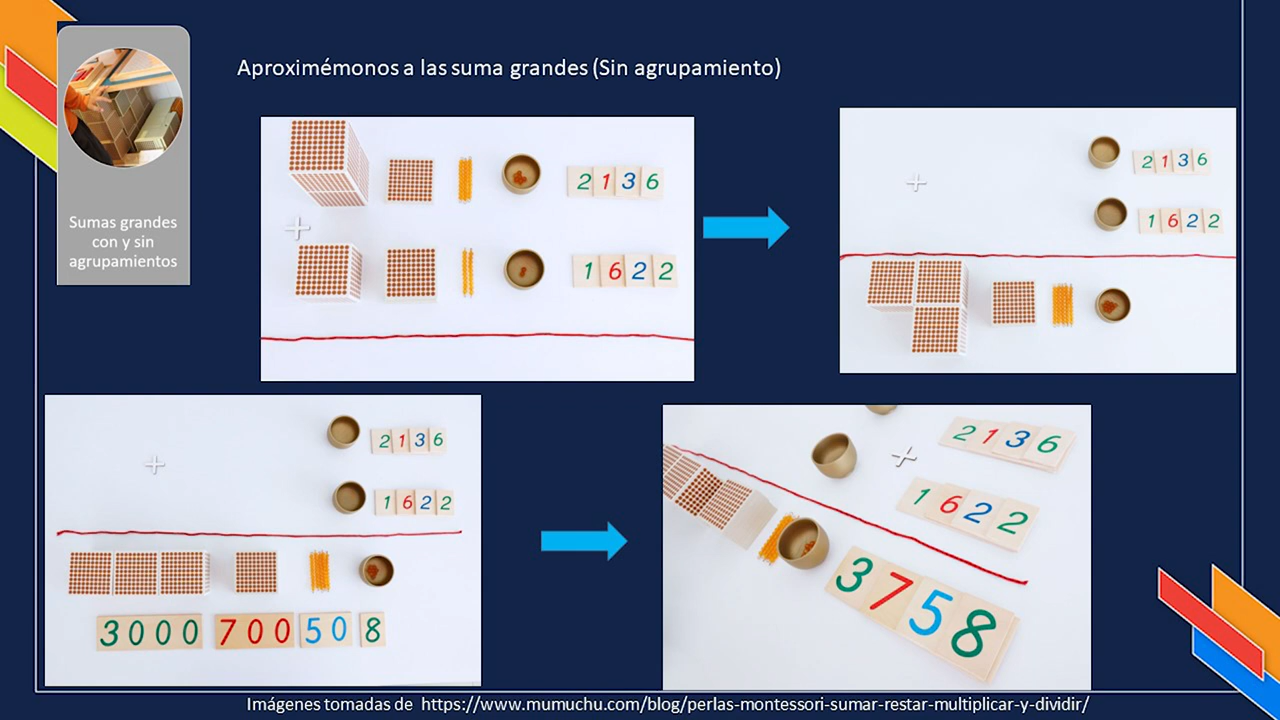 Aproximémonos a las suma grandes (Sin agrupamiento)
Sumas grandes
con y sin
agrupamientos
2136
+
1622
2136
+
1622
2136
+
1622
3000 700 50 8
2136
+
1622
3758
Imágenes tomadas de https://www.mumuchu.com/blog/perlas-montessori-sumar-restar-multiplicar-y-dividir/